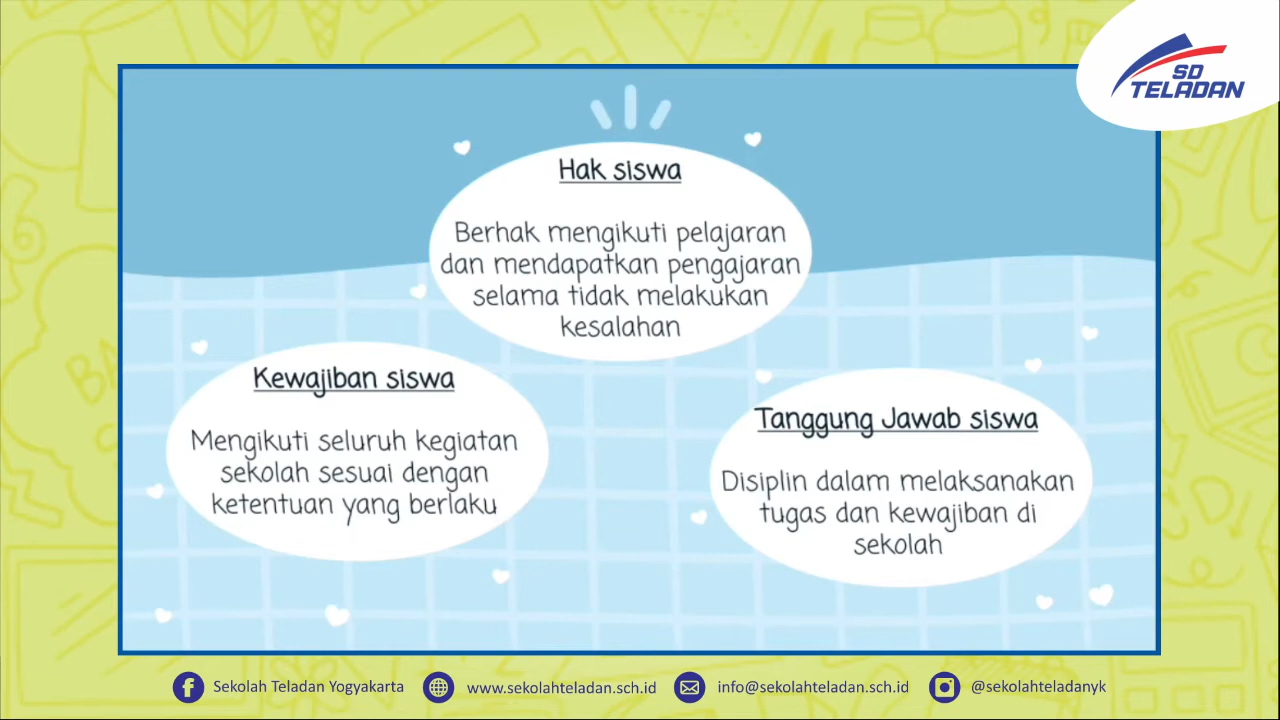 SD
TELADAN
Hak siswa
Berhak mengikuti pelajaran
dan mendapatkan pengajaran
selama tidak melakukan
kesalahan
Kewajiban siswa
Mengikuti seluruh kegiatan
sekolah sesuai dengan
ketentuan yang berlaku
Tanggung Jawab siswa
Disiplin dalam melaksanakan
tugas dan kewajiban di
sekolah
Sekolah Teladan Yogyakarta
www.sekolahteladan.sch.id
info@sekolahteladan.sch.id
@sekolahteladanyk